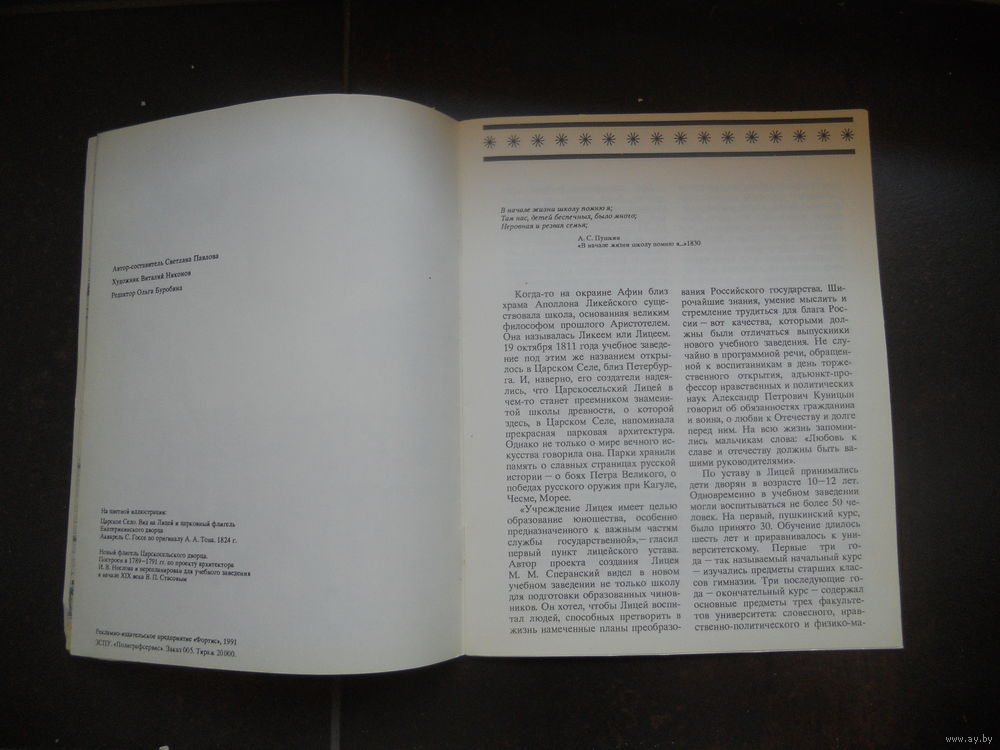 Автор-составитель Светлана Павлова
Художник Виталий Никонов
Редактор Ольга Буробина
На цветной иллюстрации:
Царское Село. Вид на Лицей и церковный флигель
Екатерининского дворца
Акварель С. Госсе по оригиналу А. А. Тона. 1824 г.
Новый флигель Царскосельского дворца.
Построен в 1789—1791 гг. по проекту архитектора
И. В. Неелова и перепланирован для учебного заведения
в начале XIX века В. П. Стасовым
Рекламно-издательское предприятие «Фортис», 1991
ЗСПУ. «Полиграфсервис». Заказ 005. Тираж 20000.
В начале жизни школу помню я;
Там нас, детей беспечных, было много;
Неровная и резвая семья;
А. С. Пушкин
«В начале жизни школу помню я...»1830
Когда-то на окраине Афин близ
храма Аполлона Ликейского суще-
ствовала школа, основанная великим
философом прошлого Аристотелем.
Она называлась Ликеем или Лицеем.
19 октября 1811 года учебное заведе-
ние под этим же названием откры-
лось в Царском Селе, близ Петербур-
га. И, наверно, его создатели надея-
лись, что Царскосельский Лицей в
чем-то станет преемником знамени-
той школы древности, о которой
здесь, в Царском Селе, напоминала
прекрасная парковая архитектура.
Однако не только о мире вечного ис-
кусства говорила она. Парки хранили
память о славных страницах русской
истории — о боях Петра Великого, о
победах русского оружия при Кагуле,
Чесме, Морее.
«Учреждение Лицея имеет целью
образование юношества, особенно
предназначенного к важным частям
службы государственной»,— гласил
первый пункт лицейского устава.
Автор проекта создания Лицея
М. М. Сперанский видел в новом
учебном заведении не только школу
для подготовки образованных чинов-
ников. Он хотел, чтобы Лицей воспи-
тал людей, способных претворить в
жизнь намеченные планы преобразо-
вания Российского государства. Ши-
рочайшие знания, умение мыслить и
стремление трудиться для блага Рос-
сии — вот качества, которыми дол-
жны были отличаться выпускники
нового учебного заведения. Не слу-
чайно в программной речи, обращен-
ной к воспитанникам в день торже-
ственного открытия, адъюнкт-про-
фессор нравственных и политических
наук Александр Петрович Куницын
говорил об обязанностях гражданина
и воина, о любви к Отечеству и долге
перед ним. На всю жизнь запомни-
лись мальчикам слова: «Любовь к
славе и отечеству должны быть ва-
шими руководителями».
По уставу в Лицей принимались
дети дворян в возрасте 10—12 лет.
Одновременно в учебном заведении
могли воспитываться не более 50 че-
ловек. На первый, пушкинский курс,
было принято 30. Обучение длилось
шесть лет и приравнивалось к уни-
верситетскому. Первые три го-
да — так называемый начальный курс
— изучались предметы старших клас-
сов гимназии. Три последующие го-
да — окончательный курс — содержал
основные предметы трех факульте-
тов университета: словесного, нрав-
ственно-политического и физико-ма-
www.ay.by